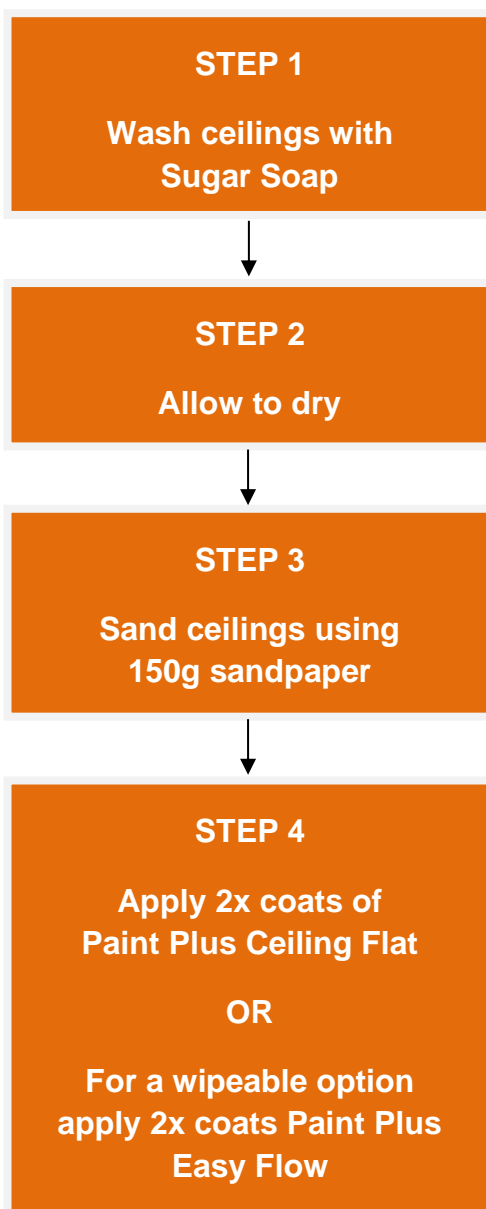 STEP 1
Wash ceilings with
Sugar Soap
STEP 2
Allow to dry
STEP 3
Sand ceilings using
150g sandpaper
STEP 4
Apply 2x coats of
Paint Plus Ceiling Flat
OR
For a wipeable option
apply 2x coats Paint Plus
Easy Flow